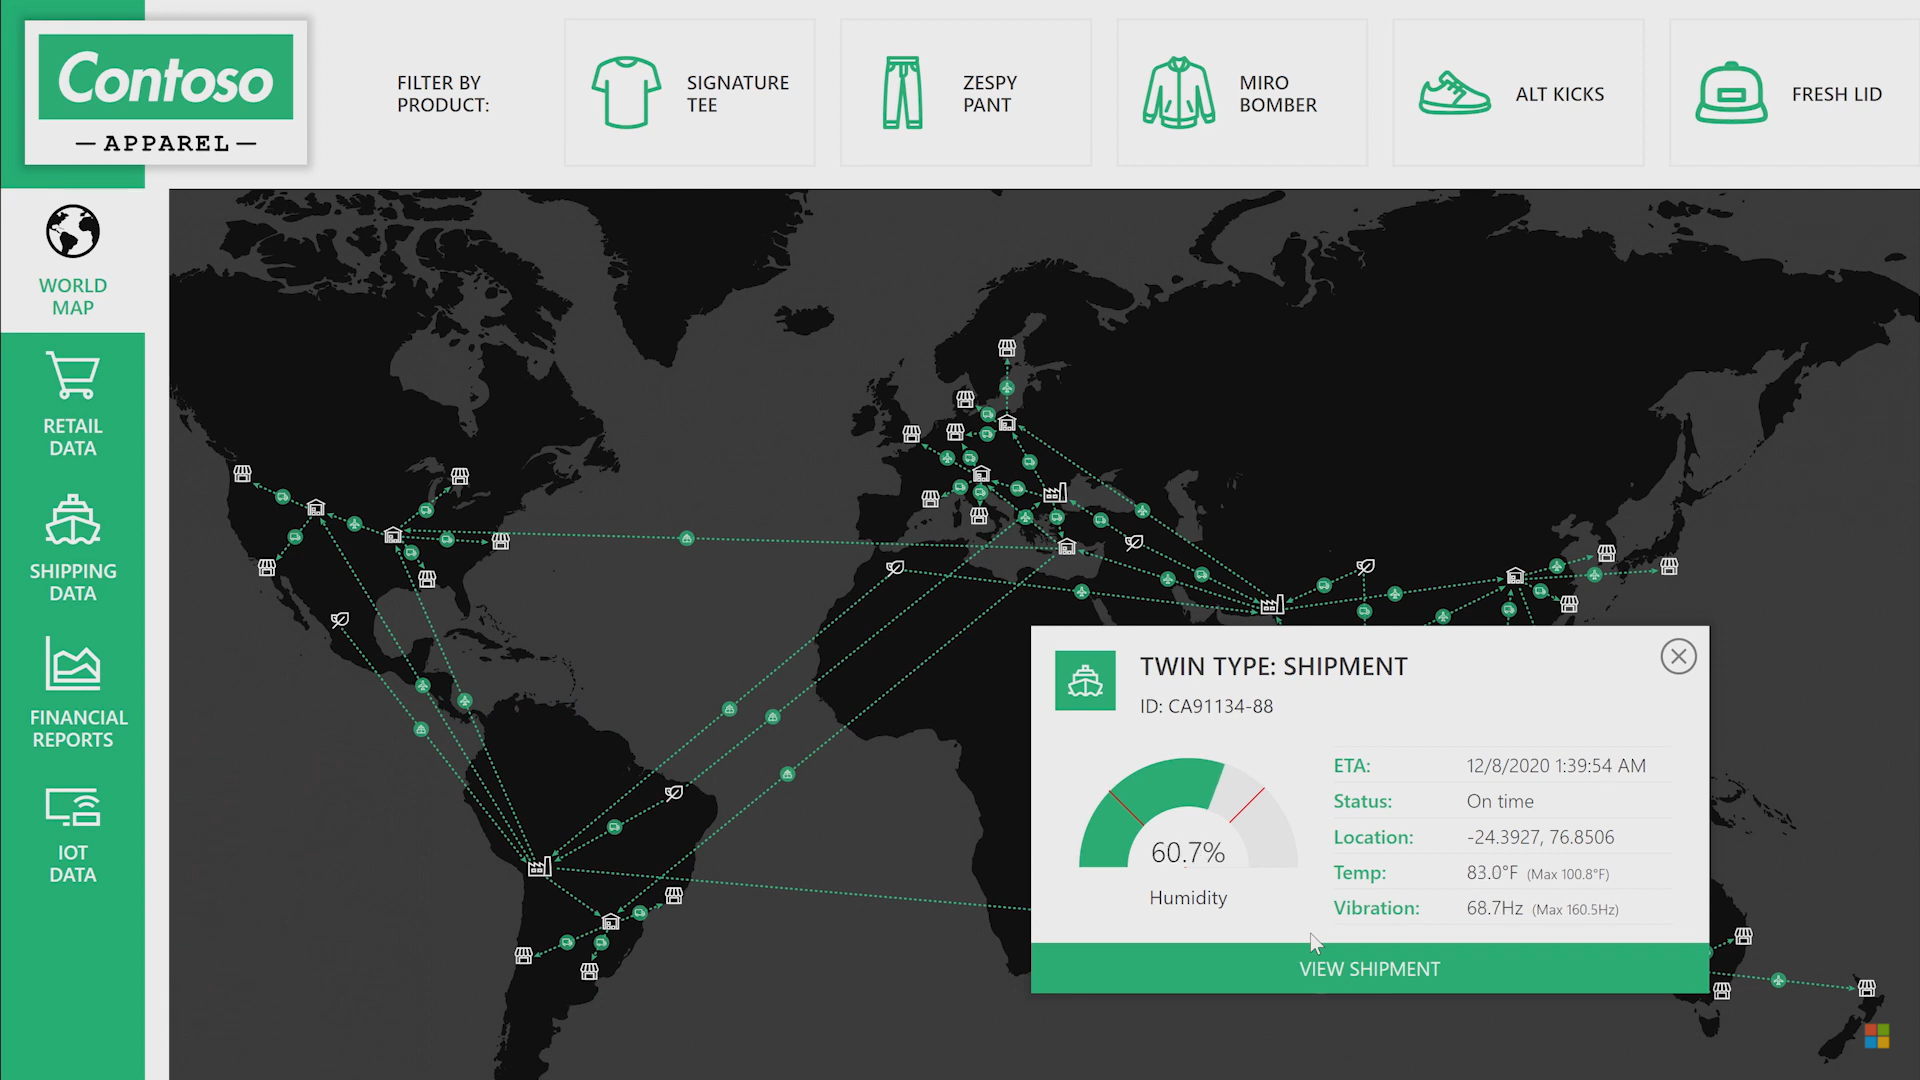 Contoso
APPAREL
FILTER BY
PRODUCT:
SIGNATURE
TEE
ZESPY
PANT
MIRO
BOMBER
ALT KICKS
FRESH LID
WORLD
MAP
RETAIL
DATA
SHIPPING
DATA
FINANCIAL
REPORTS
IOT
DATA
TWIN TYPE: SHIPMENT
ID: CA91134-88
60.7%
Humidity
ETA: 12/8/2020 1:39:54 AM
Status: On time
Location: -24.3927, 76.8506
Temp: 83.0°F (Max 100.8°F)
Vibration: 68.7Hz (Max 160.5Hz)
VIEW SHIPMENT